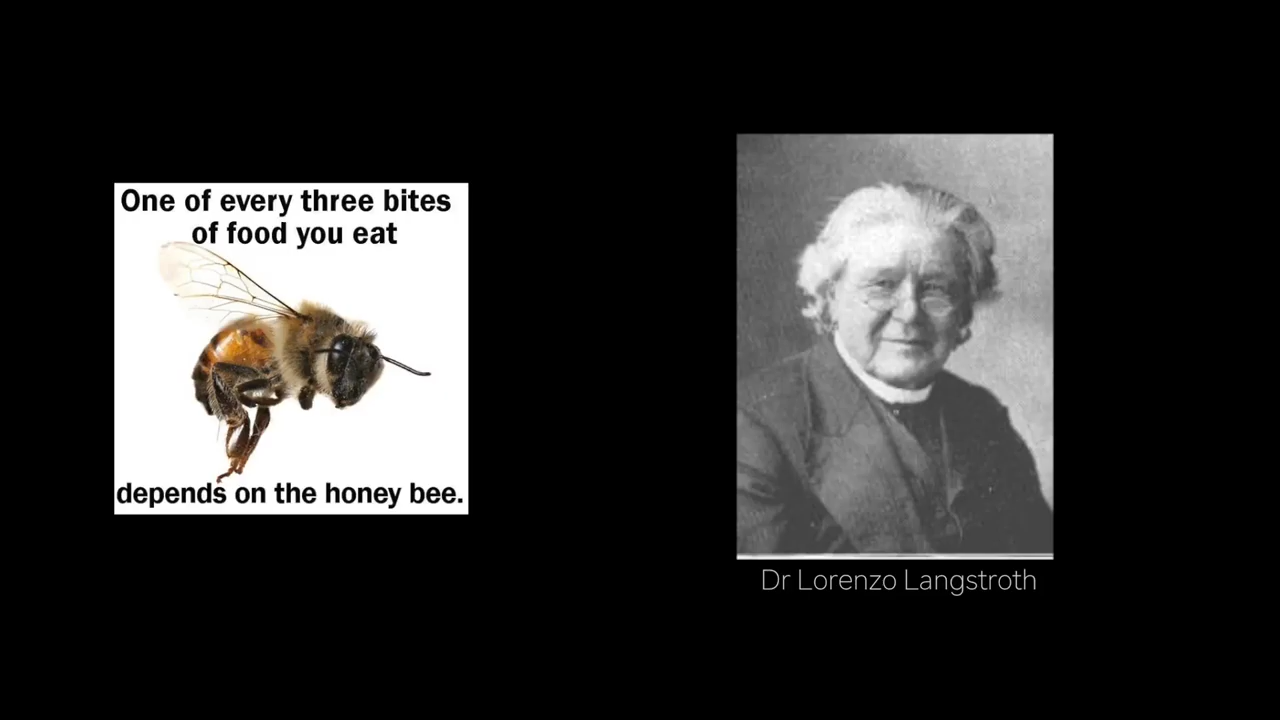 One of every three bites
of food you eat
depends on the honey bee.
Dr Lorenzo Langstroth